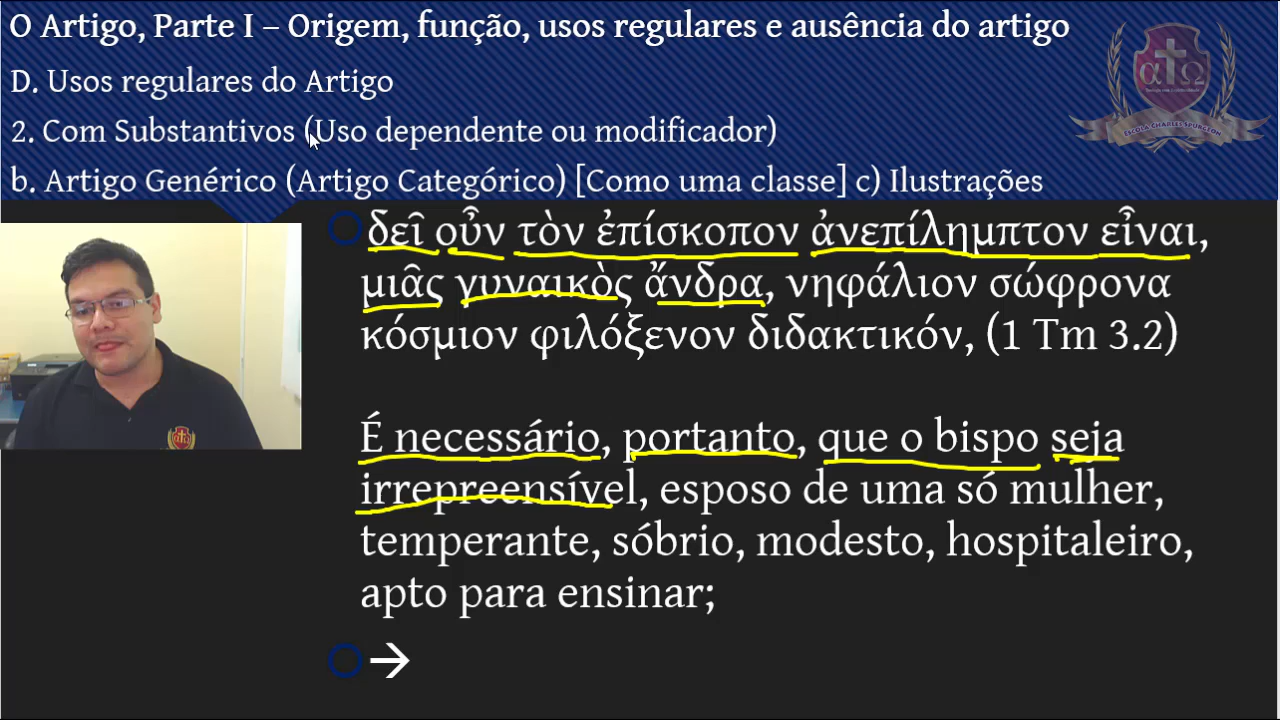 O Artigo, Parte I – Origem, função, usos regulares e ausência do artigo
D. Usos regulares do Artigo
2. Com Substantivos (Uso dependente ou modificador)
b. Artigo Genérico (Artigo Categórico) [Como uma classe] c) Ilustrações
α Ω
ESCOLA CHARLES SPURGEON
δεῖ οὖν τὸν ἐπίσκοπον ἀνεπίλημπτον εἶναι,
μιᾶς γυναικὸς ἄνδρα, νηφάλιον σώφρονα
κόσμιον φιλόξενον διδακτικόν, (1 Tm 3.2)
É necessário, portanto, que o bispo seja
irrepreensível, esposo de uma só mulher,
temperante, sóbrio, modesto, hospitaleiro,
apto para ensinar;
→